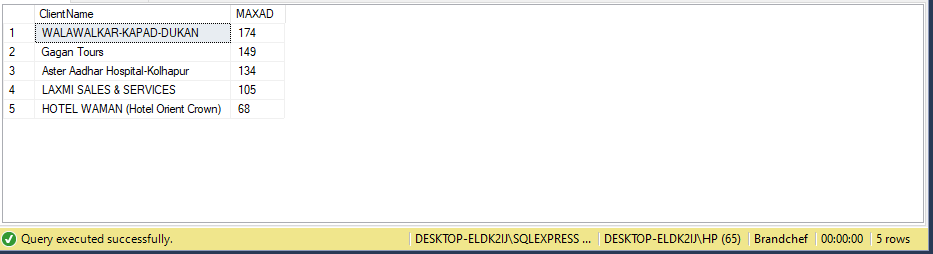 ClientName MAXAD
1 WALAWALKAR-KAPAD-DUKAN 174
2 Gagan Tours 149
3 Aster Aadhar Hospital-Kolhapur 134
4 LAXMI SALES & SERVICES 105
5 HOTEL WAMAN (Hotel Orient Crown) 68
Query executed successfully. DESKTOP-ELDK2IJ\SQLEXPRESS ... DESKTOP-ELDK2IJ\HP (65) Brandchef 00:00:00 5 rows